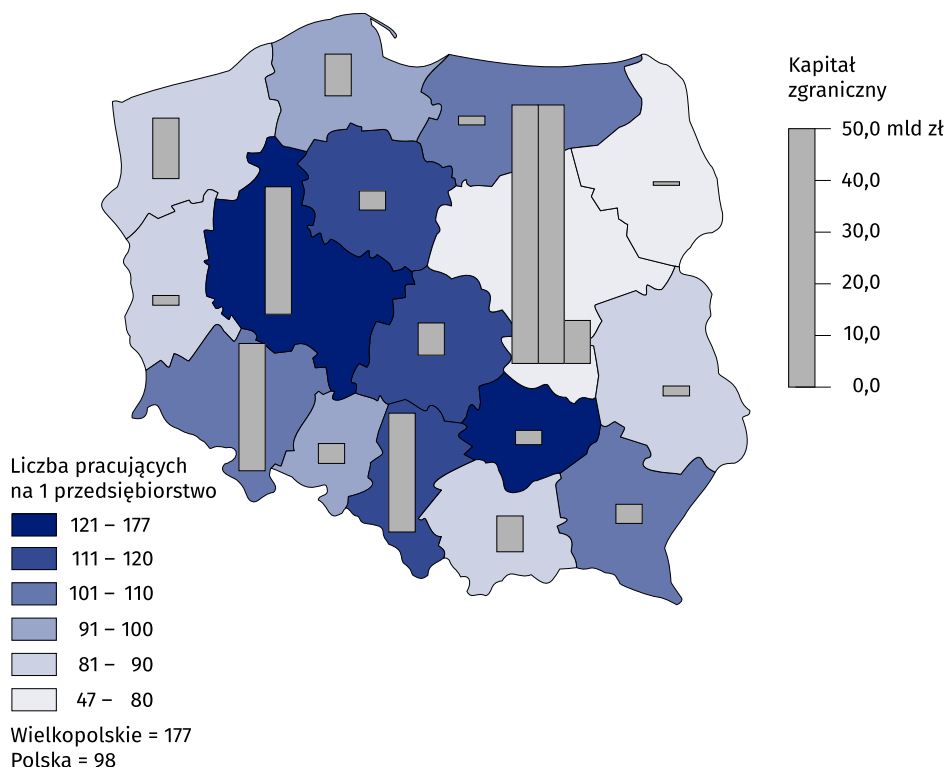 Kapitał
zgraniczny
50,0 mld zł
40,0
30,0
20,0
10,0
0,0
Liczba pracujących
na 1 przedsiębiorstwo
121 – 177
111 – 120
101 – 110
91 – 100
81 – 90
47 – 80
Wielkopolskie = 177
Polska = 98